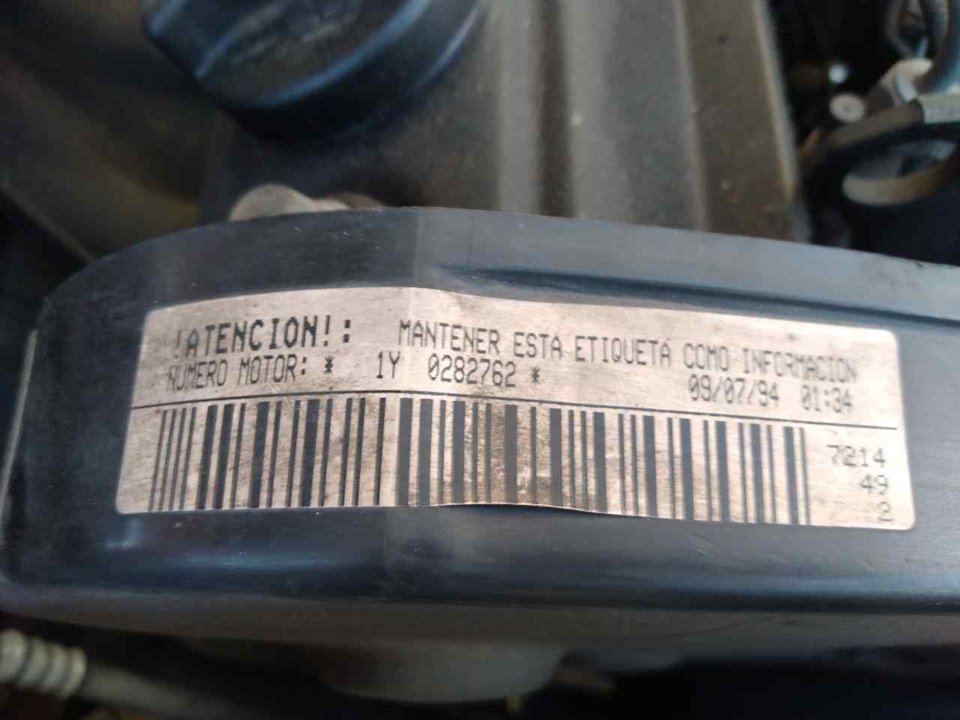 !ATENCION!: MANTENER ESTA ETIQUETA COMO INFORMACION
NUMERO MOTOR: * 1Y 0282762 * 09/07/94 01:34
7214
49
2